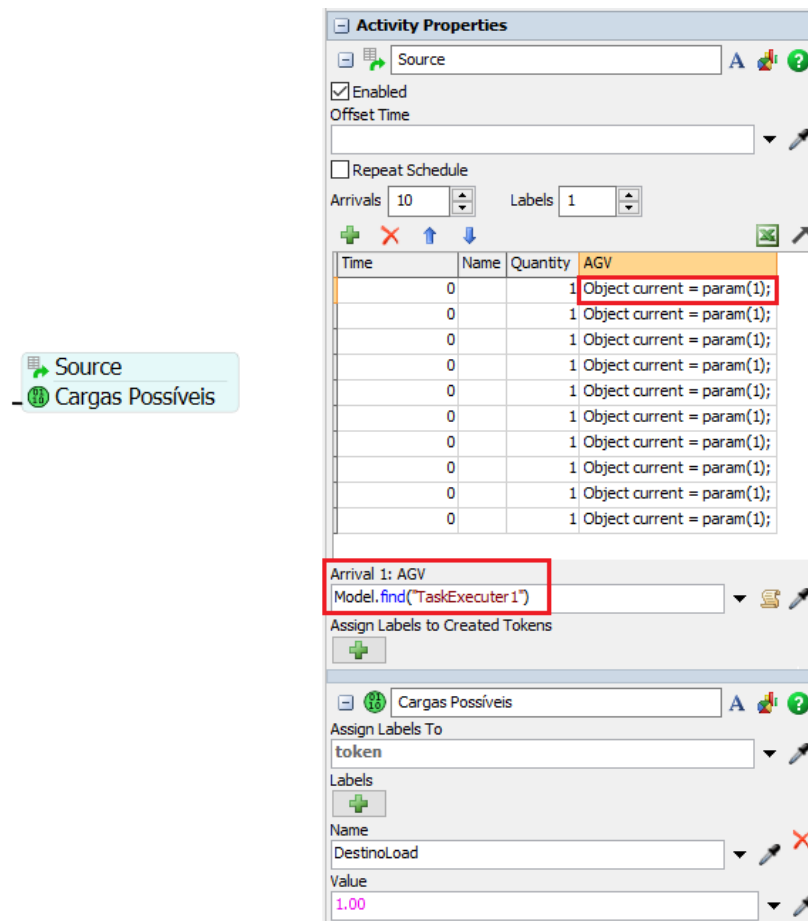 Source
Cargas Possíveis
Activity Properties
Source
Enabled
Offset Time
Repeat Schedule
Arrivals 10 Labels 1
Time Name Quantity AGV
0 1 Object current = param(1);
0 1 Object current = param(1);
0 1 Object current = param(1);
0 1 Object current = param(1);
0 1 Object current = param(1);
0 1 Object current = param(1);
0 1 Object current = param(1);
0 1 Object current = param(1);
0 1 Object current = param(1);
0 1 Object current = param(1);
Arrival 1: AGV
Model.find("TaskExecuter1")
Assign Labels to Created Tokens
Cargas Possíveis
Assign Labels To
token
Labels
Name
DestinoLoad
Value
1.00